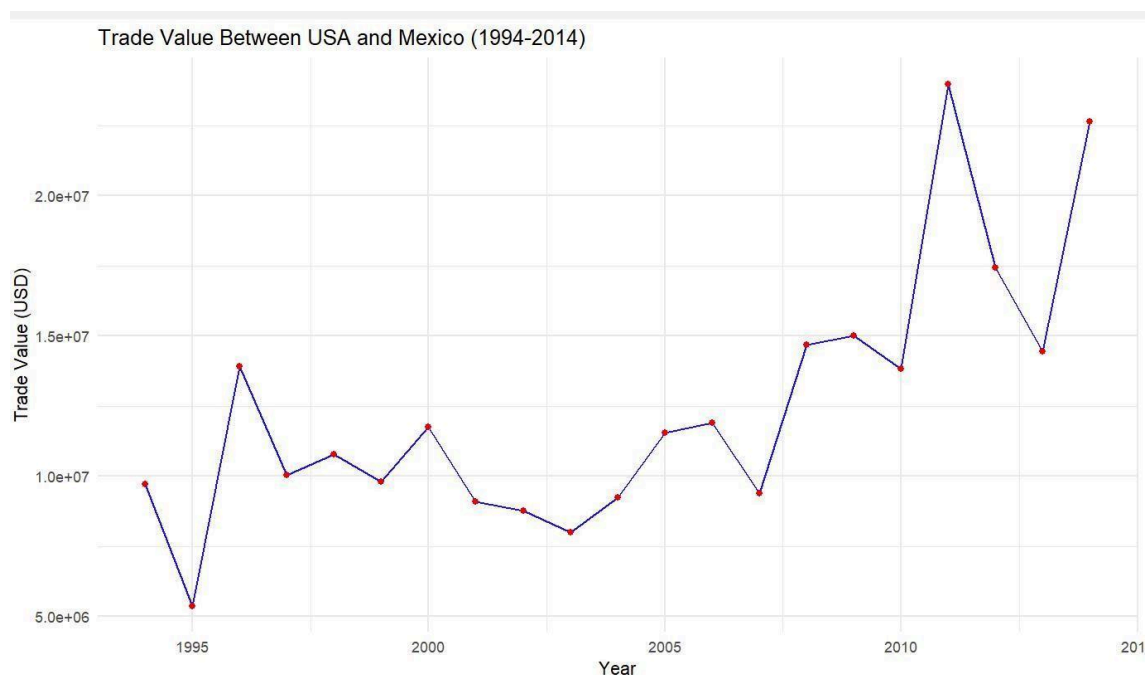 Trade Value Between USA and Mexico (1994-2014)
2.0e+07
1.5e+07
1.0e+07
5.0e+06
Trade Value (USD)
1995 2000 2005 2010 201
Year